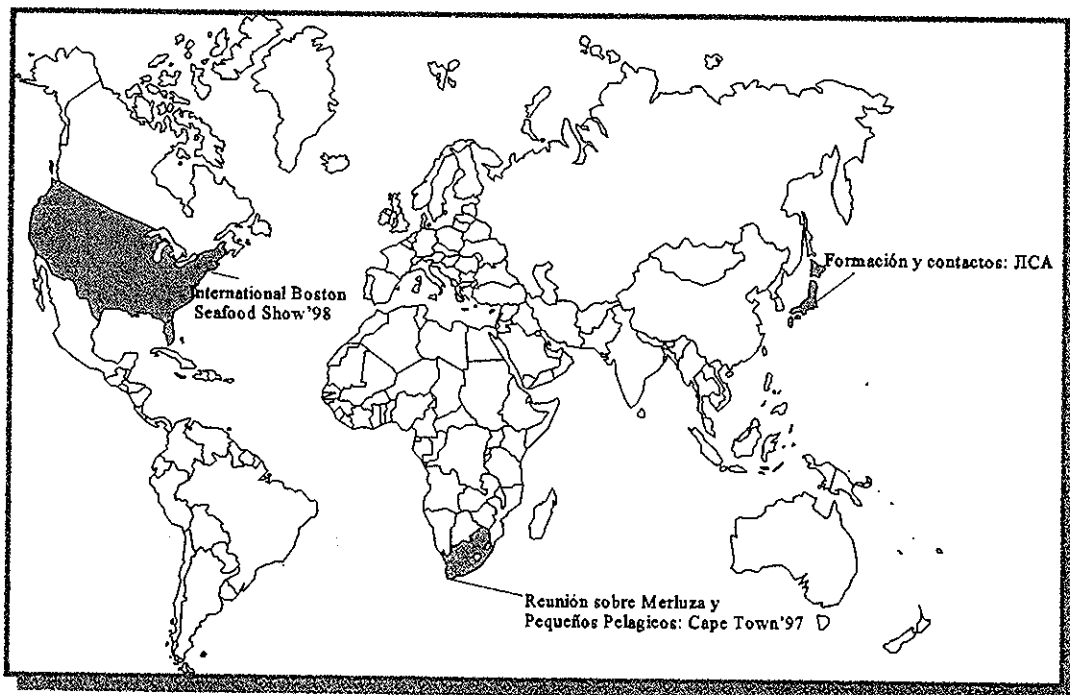 International Boston
Seafood Show'98
Formación y contactos: JICA
Reunión sobre Merluza y
Pequeños Pelagicos: Cape Town'97